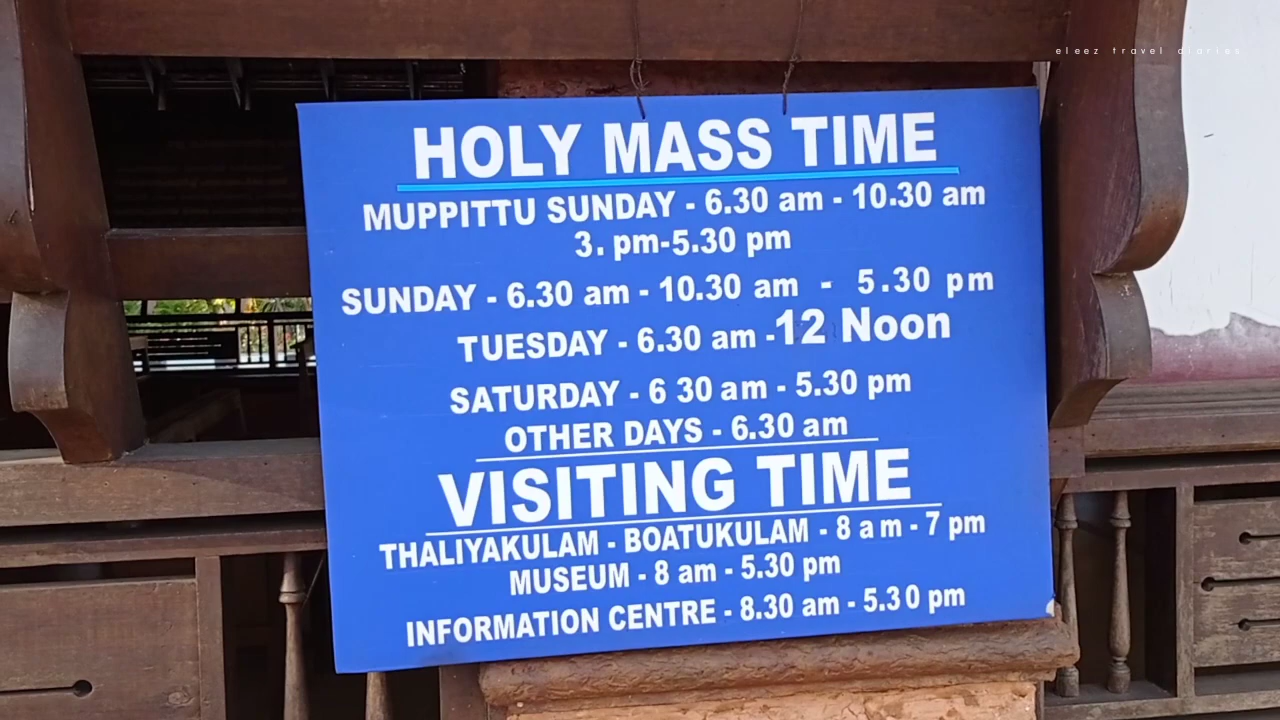 eleez travel diaries
HOLY MASS TIME
MUPPITTU SUNDAY - 6.30 am - 10.30 am
3. pm-5.30 pm
SUNDAY - 6.30 am - 10.30 am - 5.30 pm
TUESDAY - 6.30 am -12 Noon
SATURDAY - 6 30 am - 5.30 pm
OTHER DAYS - 6.30 am
VISITING TIME
THALIYAKULAM - BOATUKULAM - 8 am - 7 pm
MUSEUM - 8 am - 5.30 pm
INFORMATION CENTRE - 8.30 am - 5.30 pm